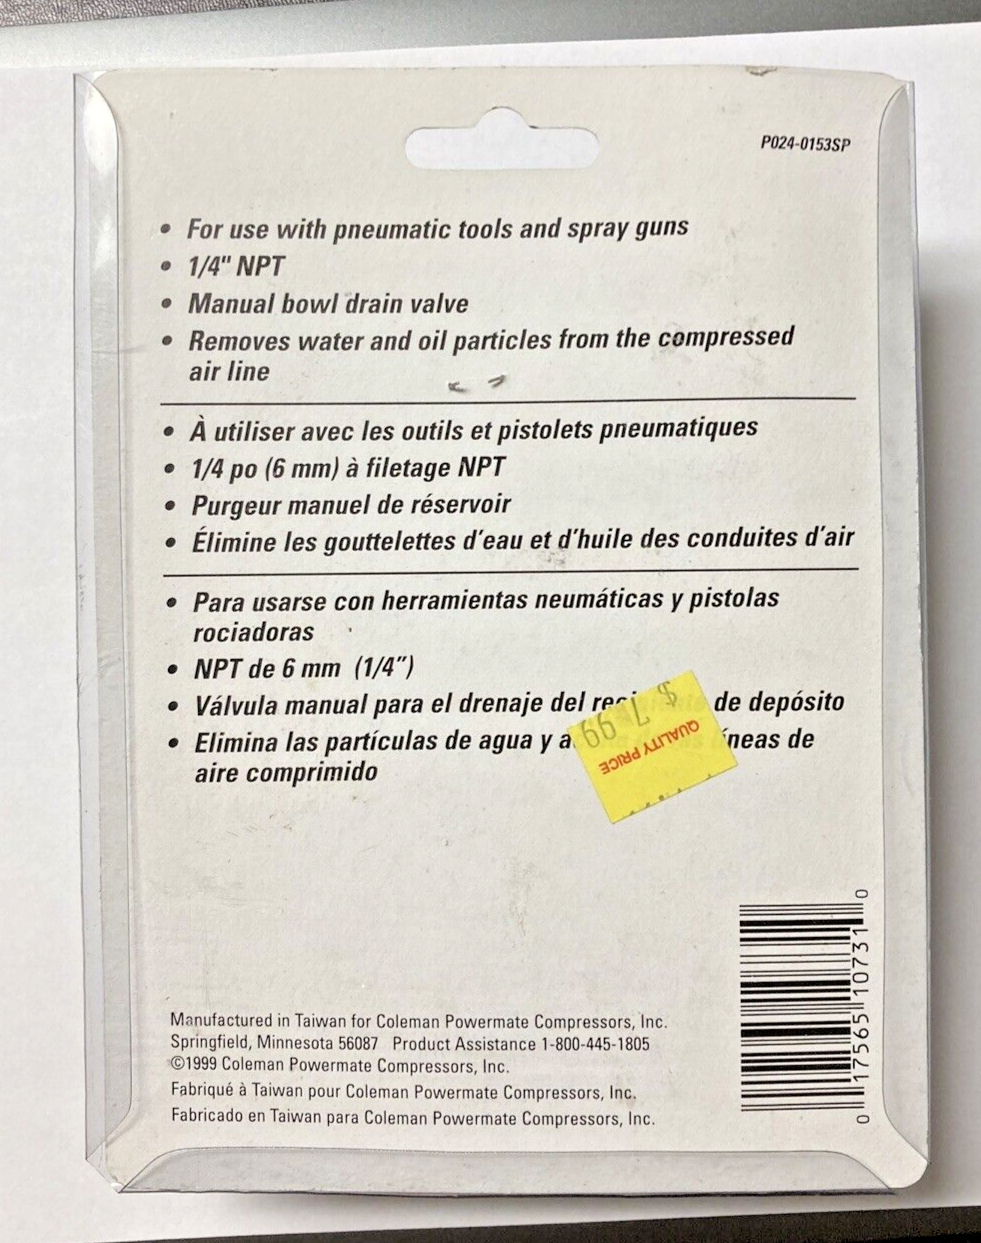 P024-0153SP
• For use with pneumatic tools and spray guns
• 1/4" NPT
• Manual bowl drain valve
• Removes water and oil particles from the compressed
air line
• À utiliser avec les outils et pistolets pneumatiques
• 1/4 po (6 mm) à filetage NPT
• Purgeur manuel de réservoir
• Élimine les gouttelettes d'eau et d'huile des conduites d'air
• Para usarse con herramientas neumáticas y pistolas
rociadoras
• NPT de 6 mm (1/4")
• Válvula manual para el drenaje del de depósito
• Elimina las partículas de agua y de
aire comprimido
$ 7.99
QUALITY PRICE
0 17565 10731 0
Manufactured in Taiwan for Coleman Powermate Compressors, Inc.
Springfield, Minnesota 56087 Product Assistance 1-800-445-1805
©1999 Coleman Powermate Compressors, Inc.
Fabriqué à Taiwan pour Coleman Powermate Compressors, Inc.
Fabricado en Taiwan para Coleman Powermate Compressors, Inc.